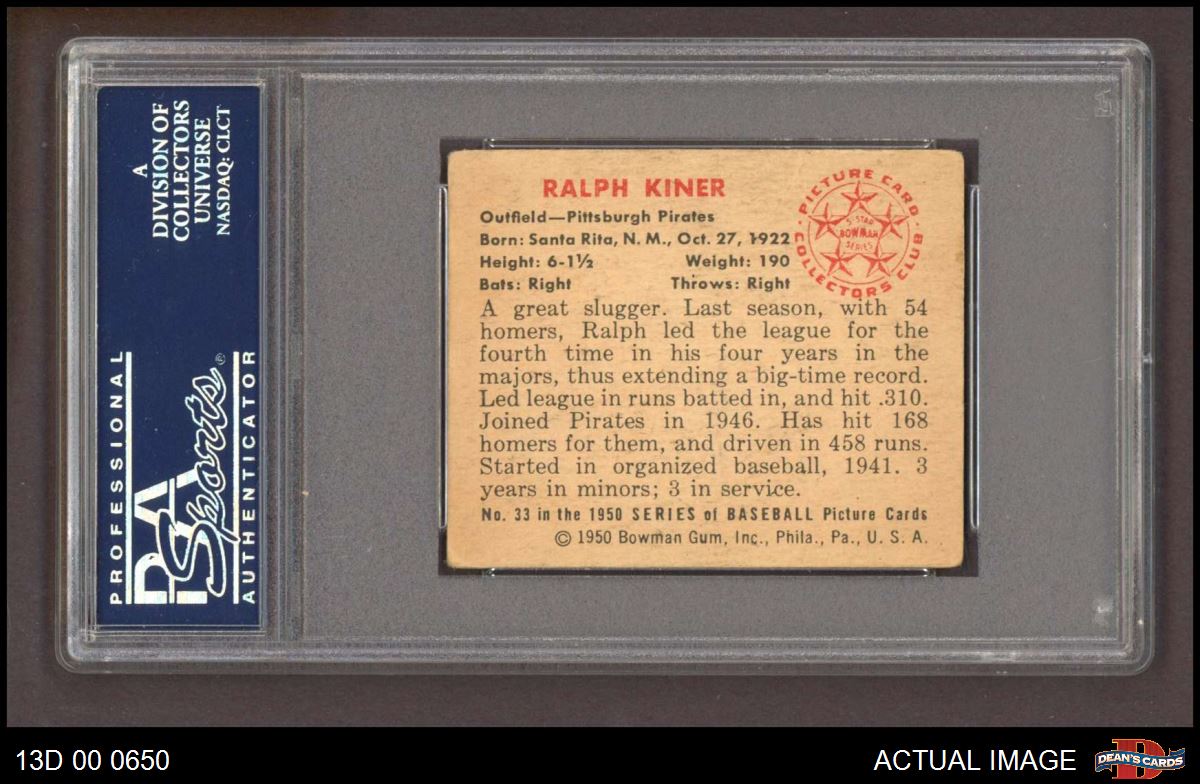 A
DIVISION OF
COLLECTORS
UNIVERSE
NASDAQ: CLCT
PROFESSIONAL
PSA
Sports®
AUTHENTICATOR
RALPH KINER
Outfield—Pittsburgh Pirates
Born: Santa Rita, N. M., Oct. 27, 1922
Height: 6-1½ Weight: 190
Bats: Right Throws: Right
· PICTURE CARD ·
COLLECTORS CLUB
5-STAR
BOWMAN
SERIES
A great slugger. Last season, with 54
homers, Ralph led the league for the
fourth time in his four years in the
majors, thus extending a big-time record.
Led league in runs batted in, and hit .310.
Joined Pirates in 1946. Has hit 168
homers for them, and driven in 458 runs.
Started in organized baseball, 1941. 3
years in minors; 3 in service.
No. 33 in the 1950 SERIES of BASEBALL Picture Cards
© 1950 Bowman Gum, Inc., Phila., Pa., U. S. A.
13D 00 0650
ACTUAL IMAGE
D
DEAN'S CARDS